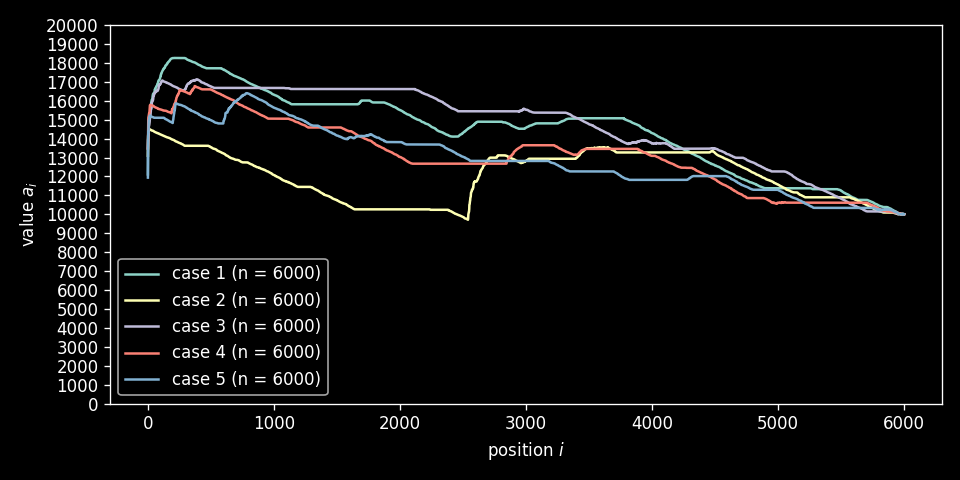 20000
19000
18000
17000
16000
15000
14000
13000
12000
11000
10000
9000
8000
7000
6000
5000
4000
3000
2000
1000
0
value a_i
case 1 (n = 6000)
case 2 (n = 6000)
case 3 (n = 6000)
case 4 (n = 6000)
case 5 (n = 6000)
0 1000 2000 3000 4000 5000 6000
position i